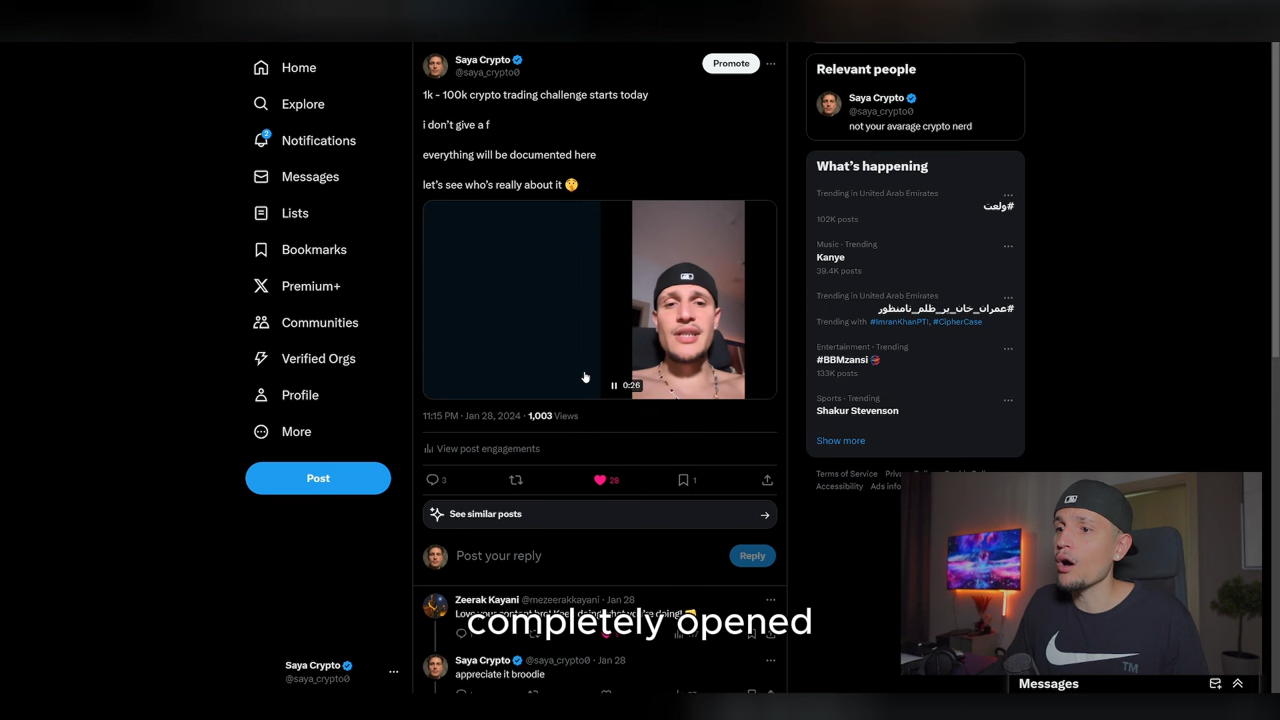 Home
Explore
2
Notifications
Messages
Lists
Bookmarks
Premium+
Communities
Verified Orgs
Profile
More
Post
Saya Crypto
@saya_crypto0
Saya Crypto
@saya_crypto0
Promote
1k - 100k crypto trading challenge starts today
i don't give a f
everything will be documented here
let's see who's really about it 🤫
0:26
11:15 PM · Jan 28, 2024 · 1,003 Views
View post engagements
3
28
1
See similar posts
Post your reply
Reply
Zeerak Kayani @mezeerakkayani · Jan 28
completely opened
Saya Crypto @saya_crypto0 · Jan 28
appreciate it broodie
Relevant people
Saya Crypto
@saya_crypto0
not your avarage crypto nerd
What's happening
Trending in United Arab Emirates
#ولعت
102K posts
Music · Trending
Kanye
39.4K posts
Trending in United Arab Emirates
#عمران_خان_پر_ظلم_نامنظور
Trending with #ImranKhanPTI, #CipherCase
Entertainment · Trending
#BBMzansi
133K posts
Sports · Trending
Shakur Stevenson
Show more
Terms of Service
Accessibility Ads info
TM
Messages